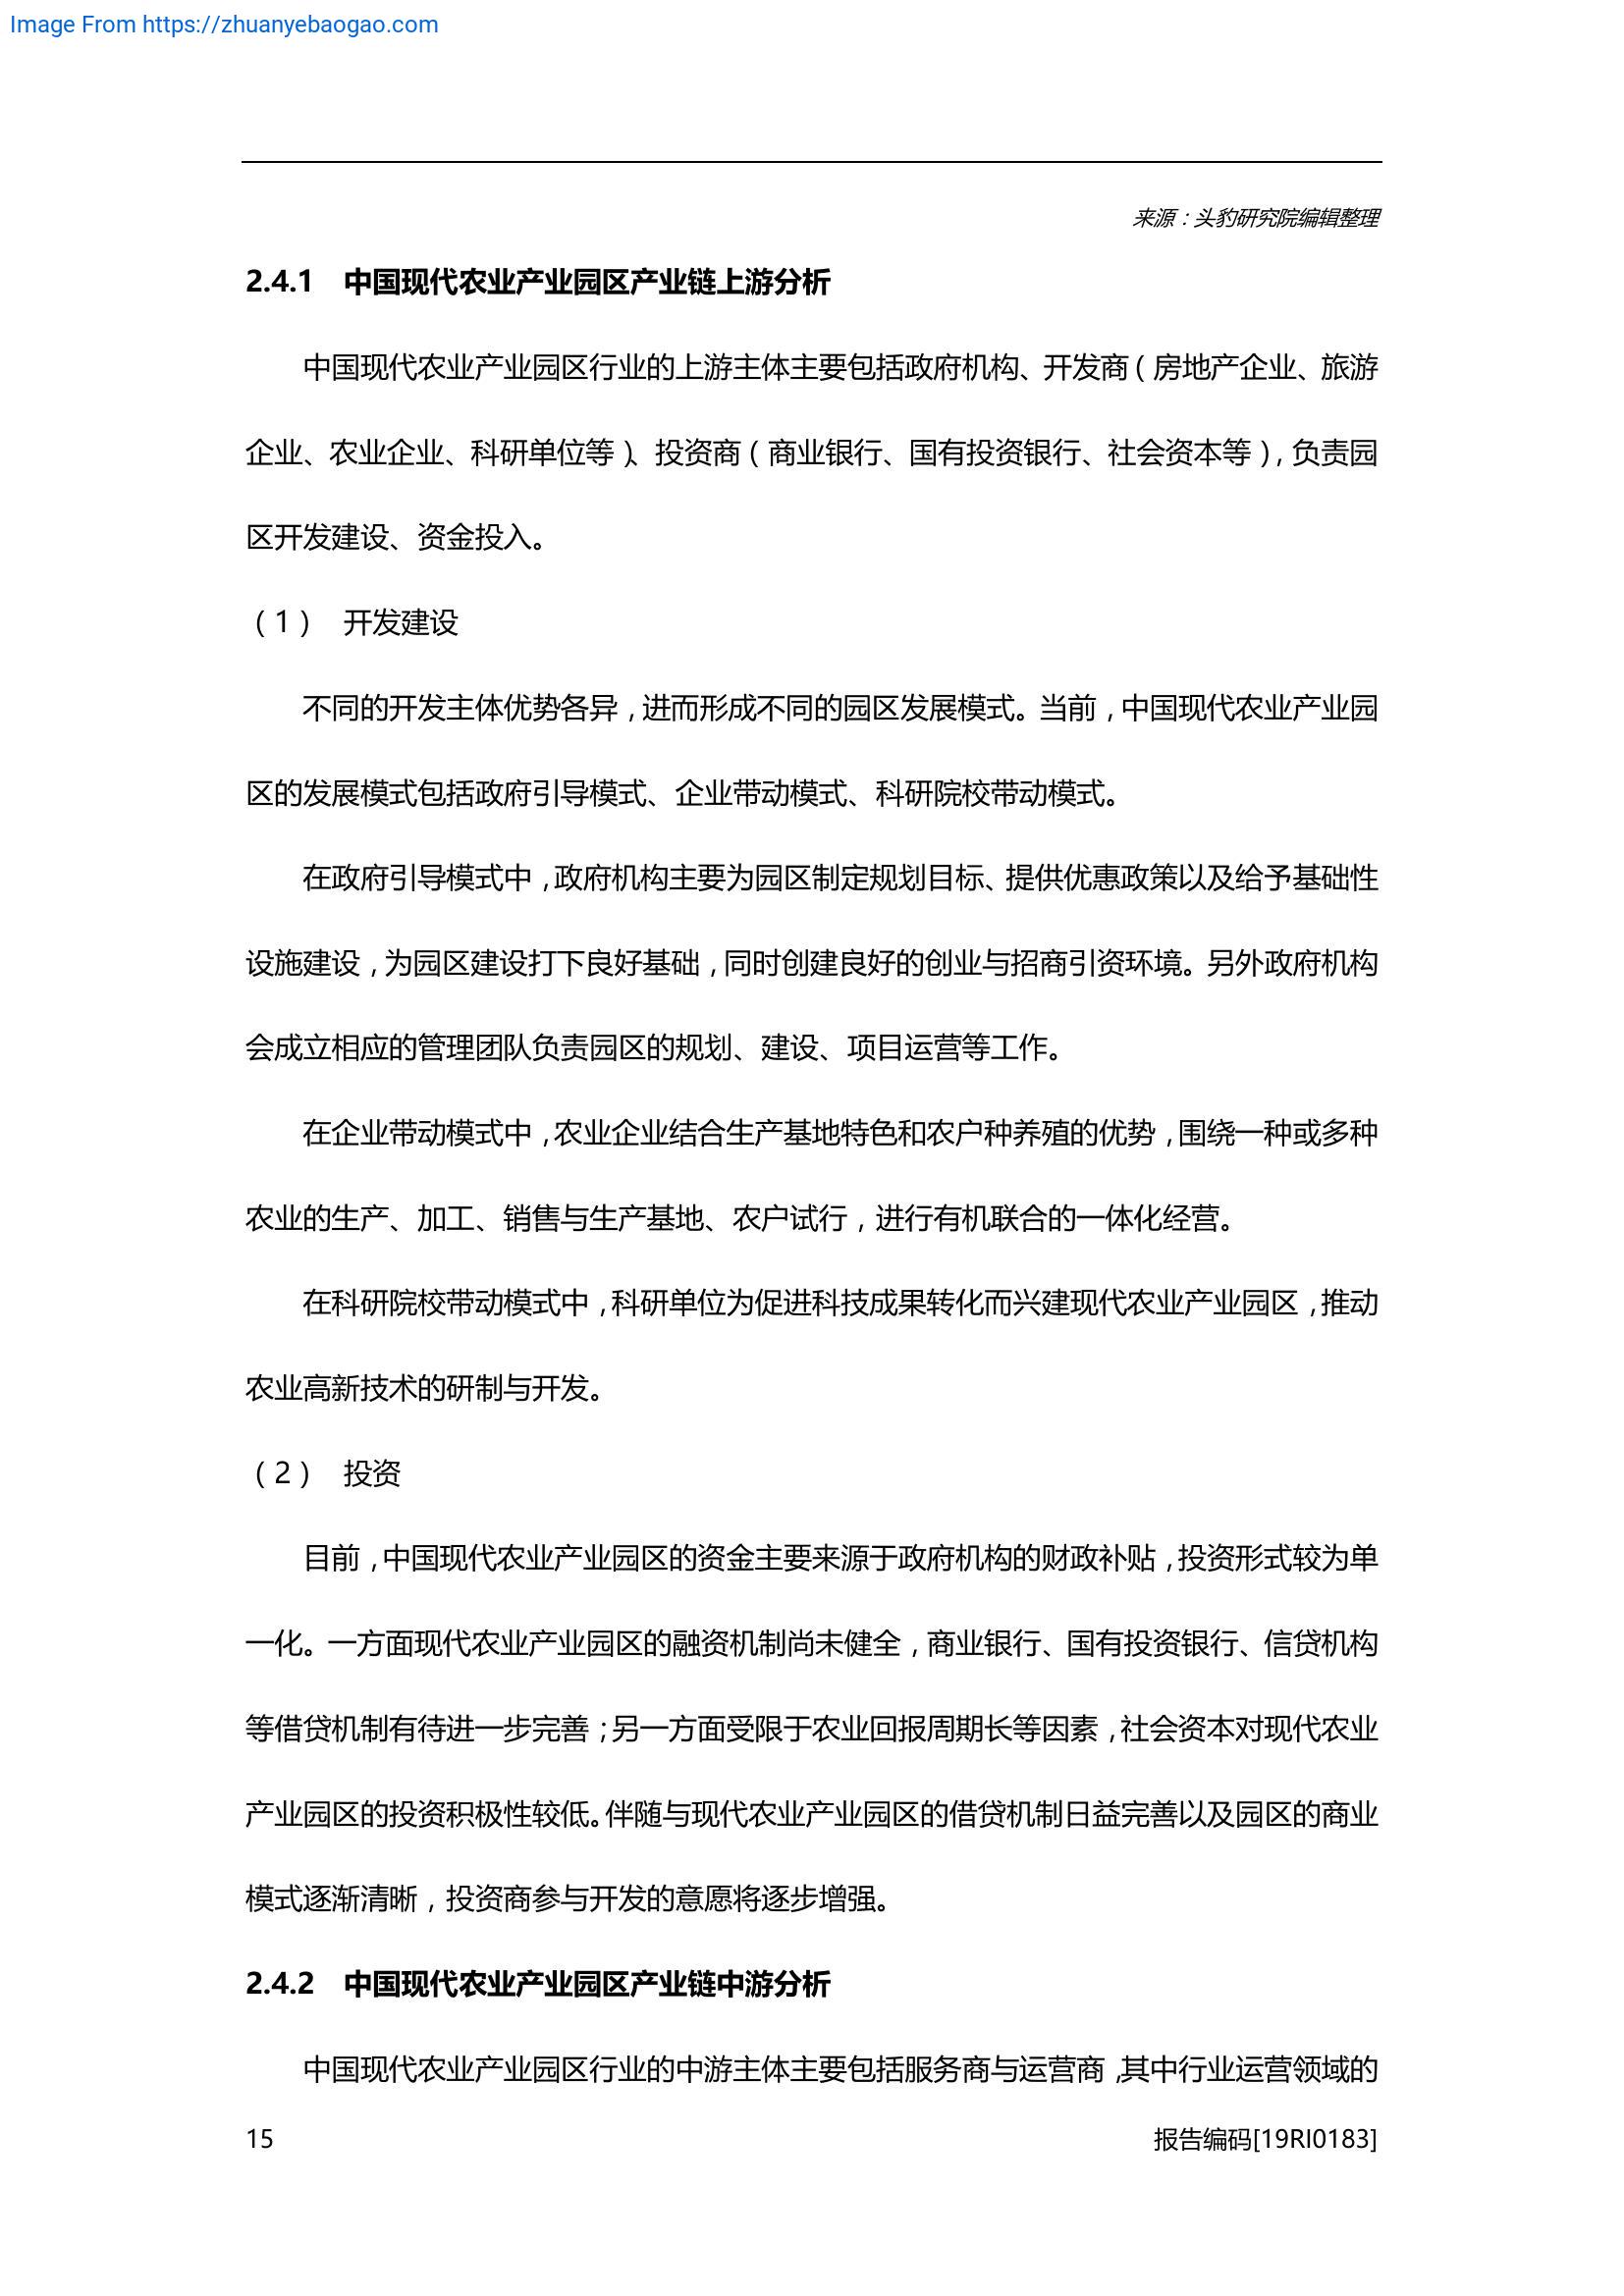 Image From https://zhuanyebaogao.com
来源：头豹研究院编辑整理
2.4.1 中国现代农业产业园区产业链上游分析
中国现代农业产业园区行业的上游主体主要包括政府机构、开发商（房地产企业、旅游
企业、农业企业、科研单位等）、投资商（商业银行、国有投资银行、社会资本等），负责园
区开发建设、资金投入。
（1） 开发建设
不同的开发主体优势各异，进而形成不同的园区发展模式。当前，中国现代农业产业园
区的发展模式包括政府引导模式、企业带动模式、科研院校带动模式。
在政府引导模式中，政府机构主要为园区制定规划目标、提供优惠政策以及给予基础性
设施建设，为园区建设打下良好基础，同时创建良好的创业与招商引资环境。另外政府机构
会成立相应的管理团队负责园区的规划、建设、项目运营等工作。
在企业带动模式中，农业企业结合生产基地特色和农户种养殖的优势，围绕一种或多种
农业的生产、加工、销售与生产基地、农户试行，进行有机联合的一体化经营。
在科研院校带动模式中，科研单位为促进科技成果转化而兴建现代农业产业园区，推动
农业高新技术的研制与开发。
（2） 投资
目前，中国现代农业产业园区的资金主要来源于政府机构的财政补贴，投资形式较为单
一化。一方面现代农业产业园区的融资机制尚未健全，商业银行、国有投资银行、信贷机构
等借贷机制有待进一步完善；另一方面受限于农业回报周期长等因素，社会资本对现代农业
产业园区的投资积极性较低。伴随与现代农业产业园区的借贷机制日益完善以及园区的商业
模式逐渐清晰，投资商参与开发的意愿将逐步增强。
2.4.2 中国现代农业产业园区产业链中游分析
中国现代农业产业园区行业的中游主体主要包括服务商与运营商，其中行业运营领域的
15 报告编码[19RI0183]